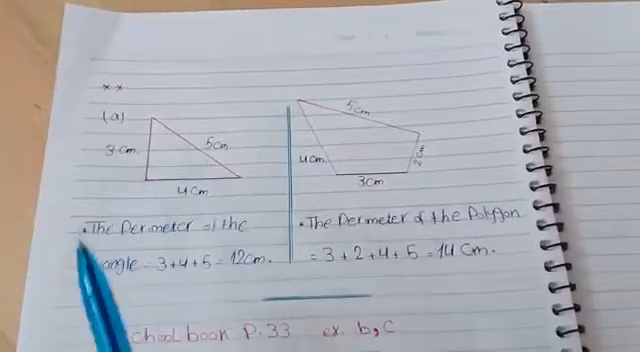 ××
(a)
3 cm.
5cm
4 Cm
5cm
4Cm
2Cm
3cm
.The Perimeter of the
angle = 3+4+5 = 12cm.
. The Perimeter of the Polygon
= 3 + 2 + 4 + 5 = 14 Cm.
chool book P.33 ex. b,c